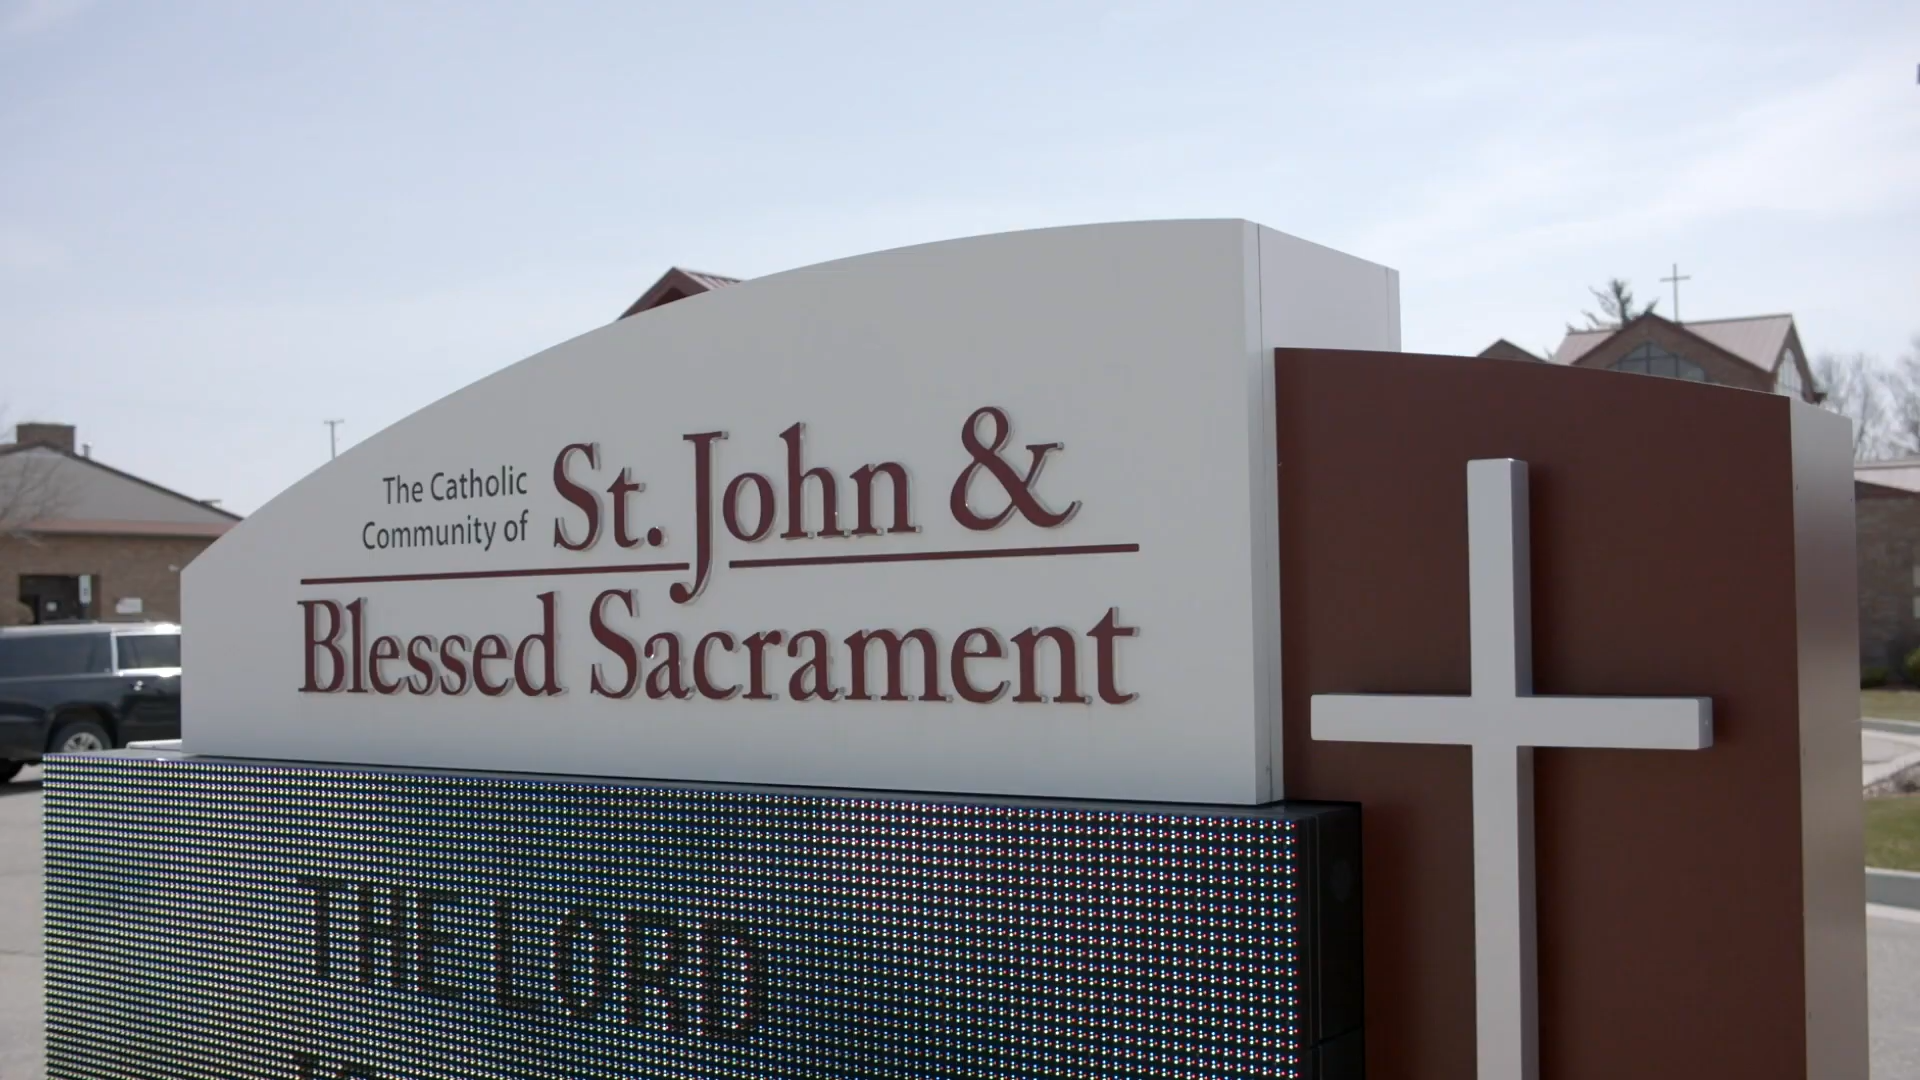 The Catholic
Community of
St. John &
Blessed Sacrament
THE LORD